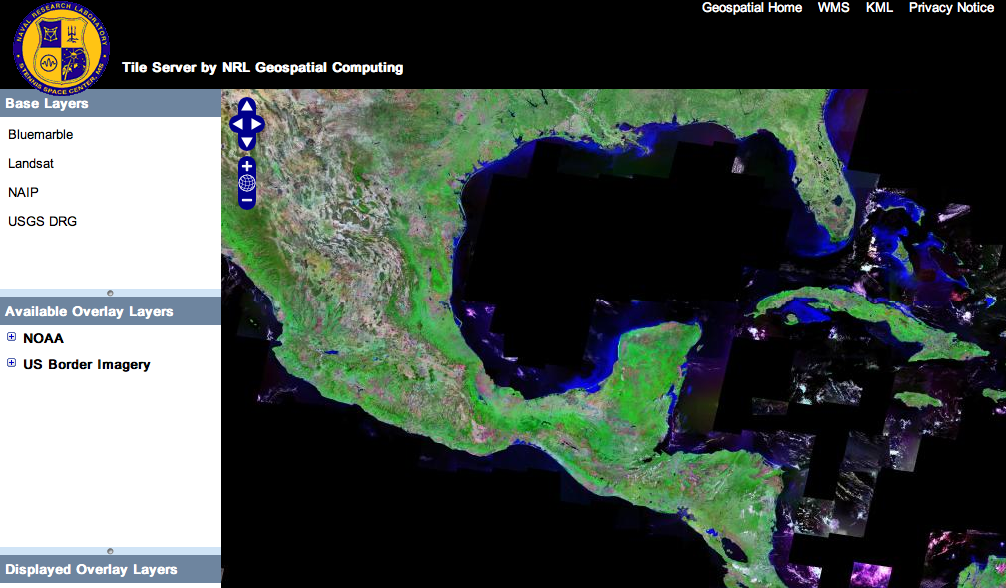 Geospatial Home WMS KML Privacy Notice
NAVAL RESEARCH LABORATORY
STENNIS SPACE CENTER, MS
Tile Server by NRL Geospatial Computing
Base Layers
Bluemarble
Landsat
NAIP
USGS DRG
Available Overlay Layers
NOAA
US Border Imagery
Displayed Overlay Layers